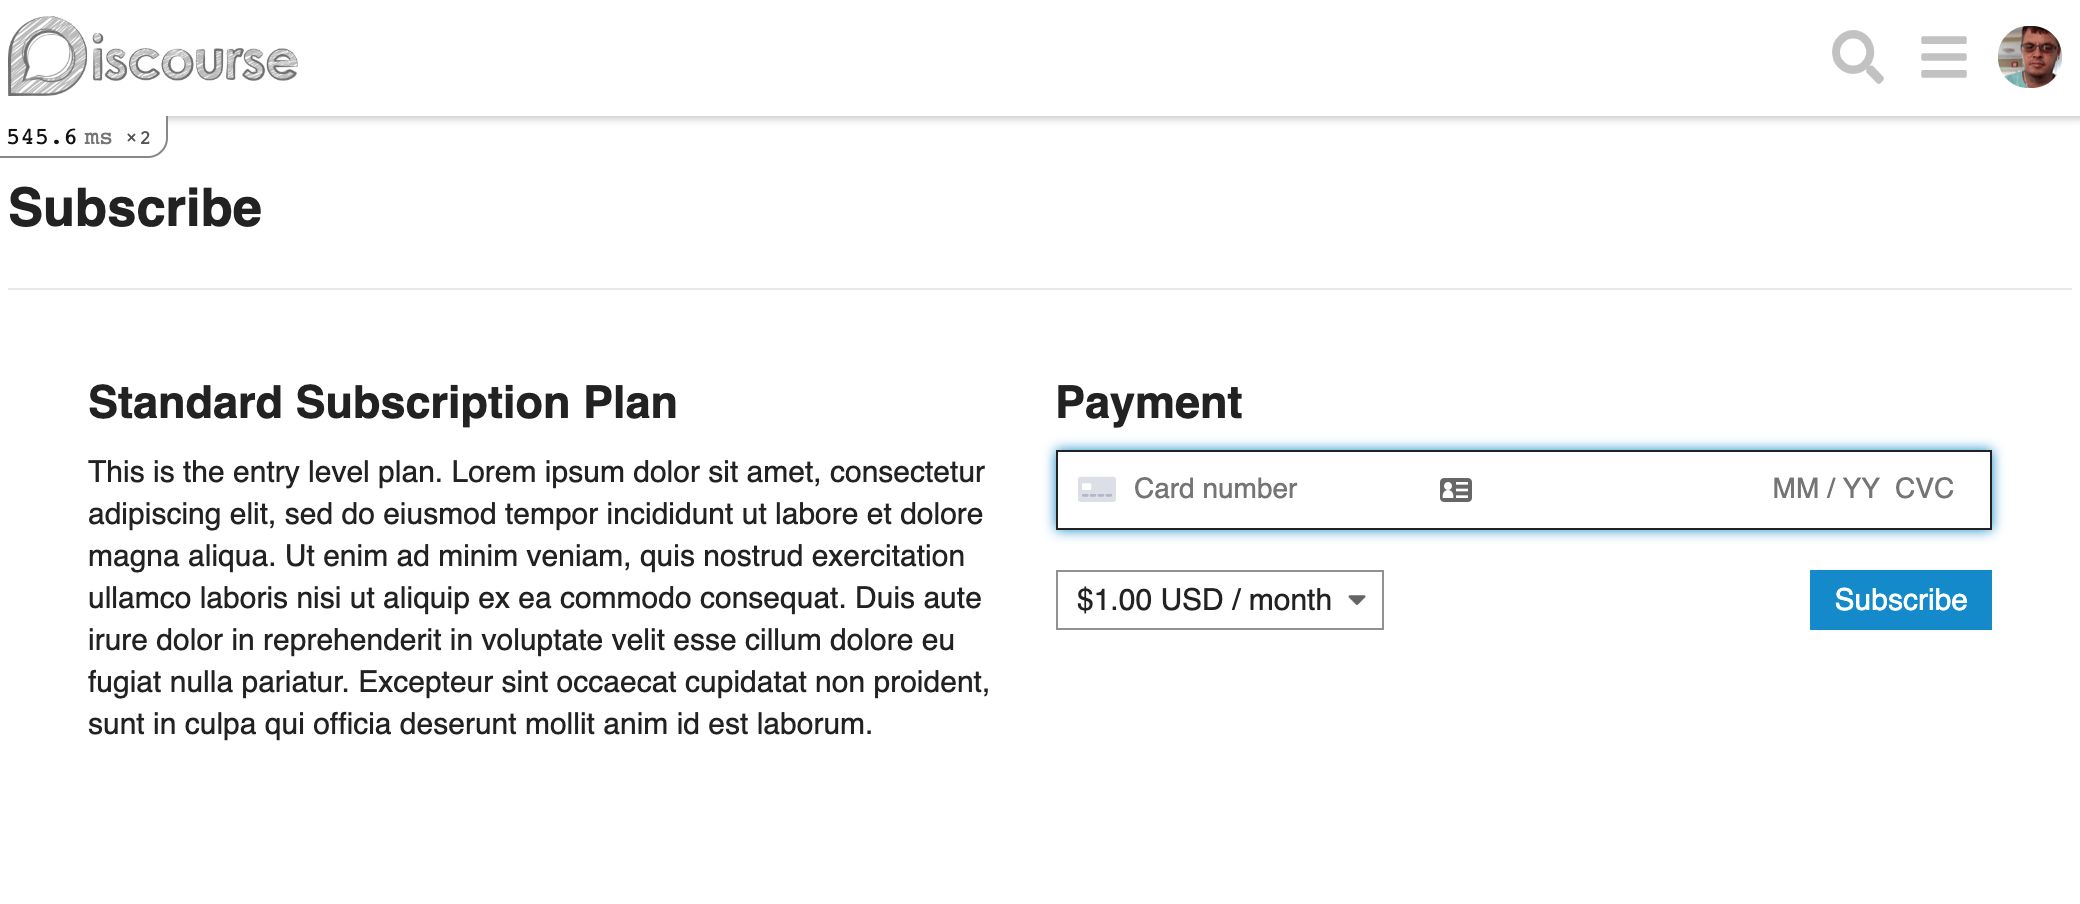 Discourse
545.6 ms ×2
Subscribe
Standard Subscription Plan
This is the entry level plan. Lorem ipsum dolor sit amet, consectetur
adipiscing elit, sed do eiusmod tempor incididunt ut labore et dolore
magna aliqua. Ut enim ad minim veniam, quis nostrud exercitation
ullamco laboris nisi ut aliquip ex ea commodo consequat. Duis aute
irure dolor in reprehenderit in voluptate velit esse cillum dolore eu
fugiat nulla pariatur. Excepteur sint occaecat cupidatat non proident,
sunt in culpa qui officia deserunt mollit anim id est laborum.
Payment
Card number MM / YY CVC
$1.00 USD / month
Subscribe